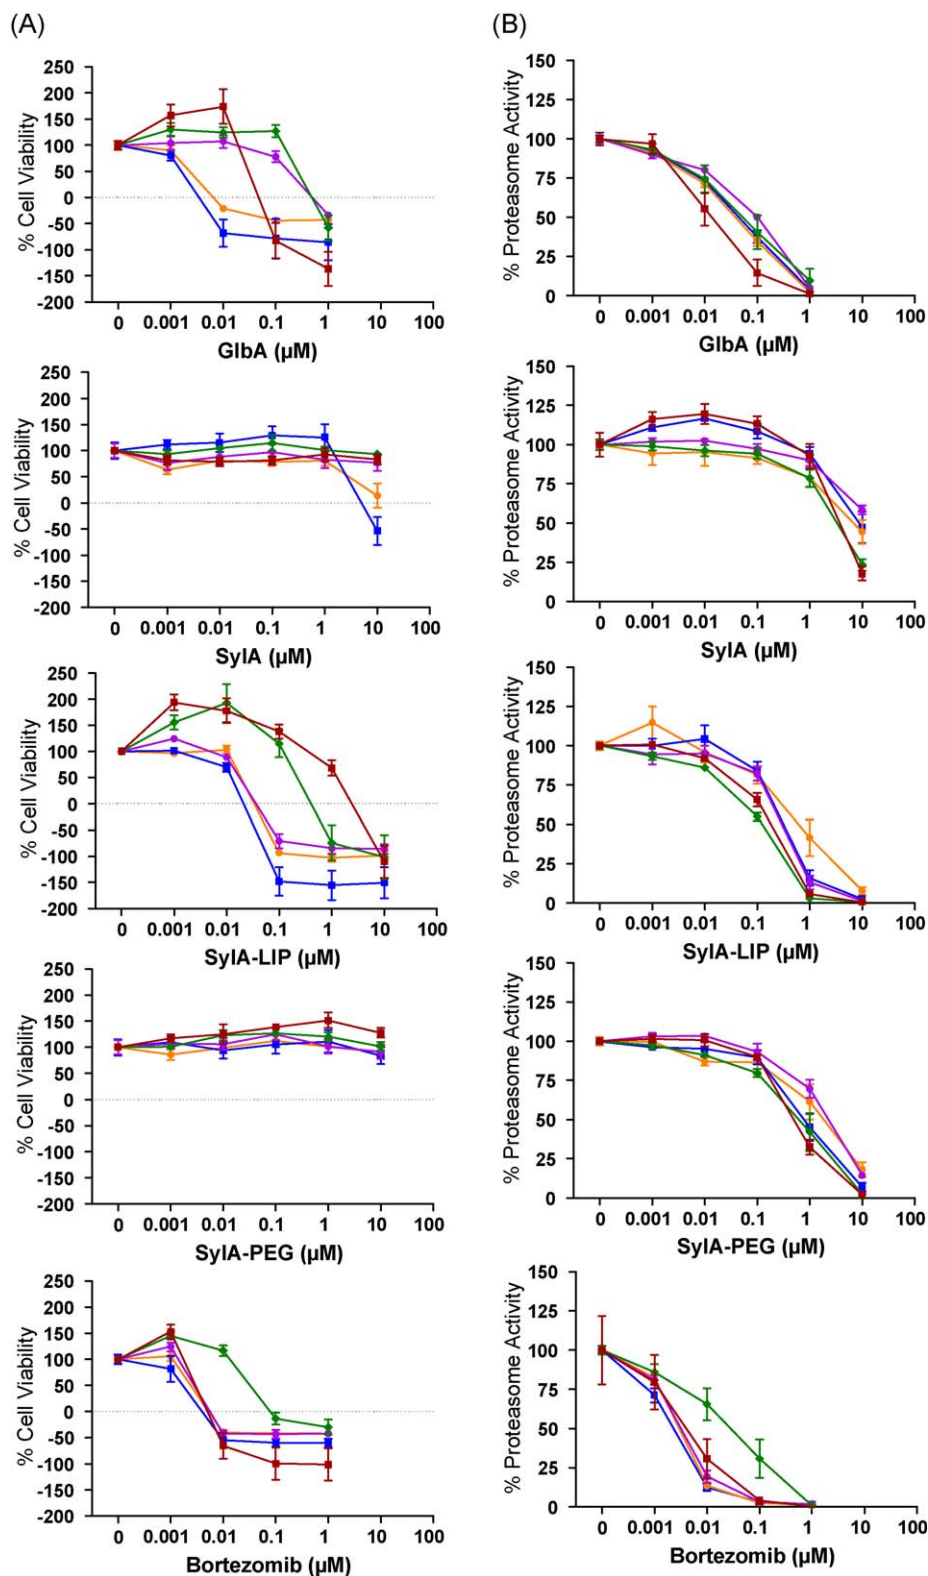 (A) (B)
250
200
150
100
50
0
-50
-100
-150
-200
% Cell Viability
0 0.001 0.01 0.1 1 10 100
GlbA (µM)
150
125
100
75
50
25
0
% Proteasome Activity
0 0.001 0.01 0.1 1 10 100
GlbA (µM)
250
200
150
100
50
0
-50
-100
-150
-200
% Cell Viability
0 0.001 0.01 0.1 1 10 100
SylA (µM)
150
125
100
75
50
25
0
% Proteasome Activity
0 0.001 0.01 0.1 1 10 100
SylA (µM)
250
200
150
100
50
0
-50
-100
-150
-200
% Cell Viability
0 0.001 0.01 0.1 1 10 100
SylA-LIP (µM)
150
125
100
75
50
25
0
% Proteasome Activity
0 0.001 0.01 0.1 1 10 100
SylA-LIP (µM)
250
200
150
100
50
0
-50
-100
-150
-200
% Cell Viability
0 0.001 0.01 0.1 1 10 100
SylA-PEG (µM)
150
125
100
75
50
25
0
% Proteasome Activity
0 0.001 0.01 0.1 1 10 100
SylA-PEG (µM)
250
200
150
100
50
0
-50
-100
-150
-200
% Cell Viability
0 0.001 0.01 0.1 1 10 100
Bortezomib (µM)
150
125
100
75
50
25
0
% Proteasome Activity
0 0.001 0.01 0.1 1 10 100
Bortezomib (µM)